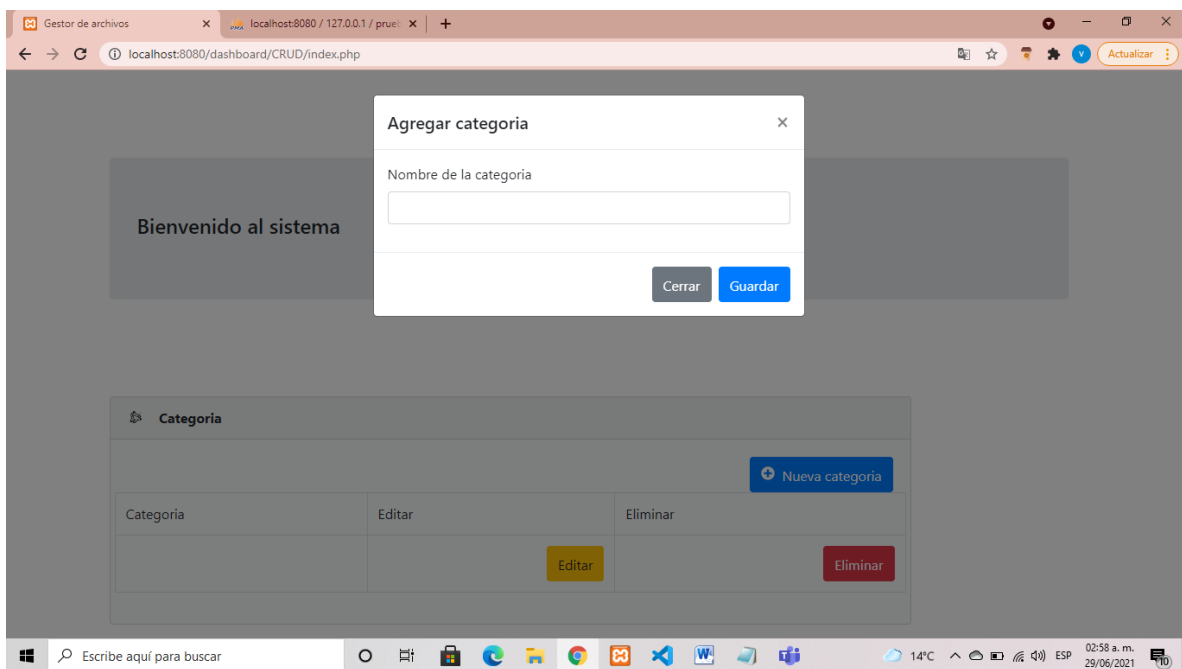 Gestor de archivos
localhost:8080 / 127.0.0.1 / prueb
localhost:8080/dashboard/CRUD/index.php
V
Actualizar
Agregar categoria
×
Nombre de la categoria
Cerrar
Guardar
Bienvenido al sistema
Categoria
Nueva categoria
Categoria Editar Eliminar
Editar Eliminar
Escribe aquí para buscar
14°C
ESP
02:58 a. m.
29/06/2021
10